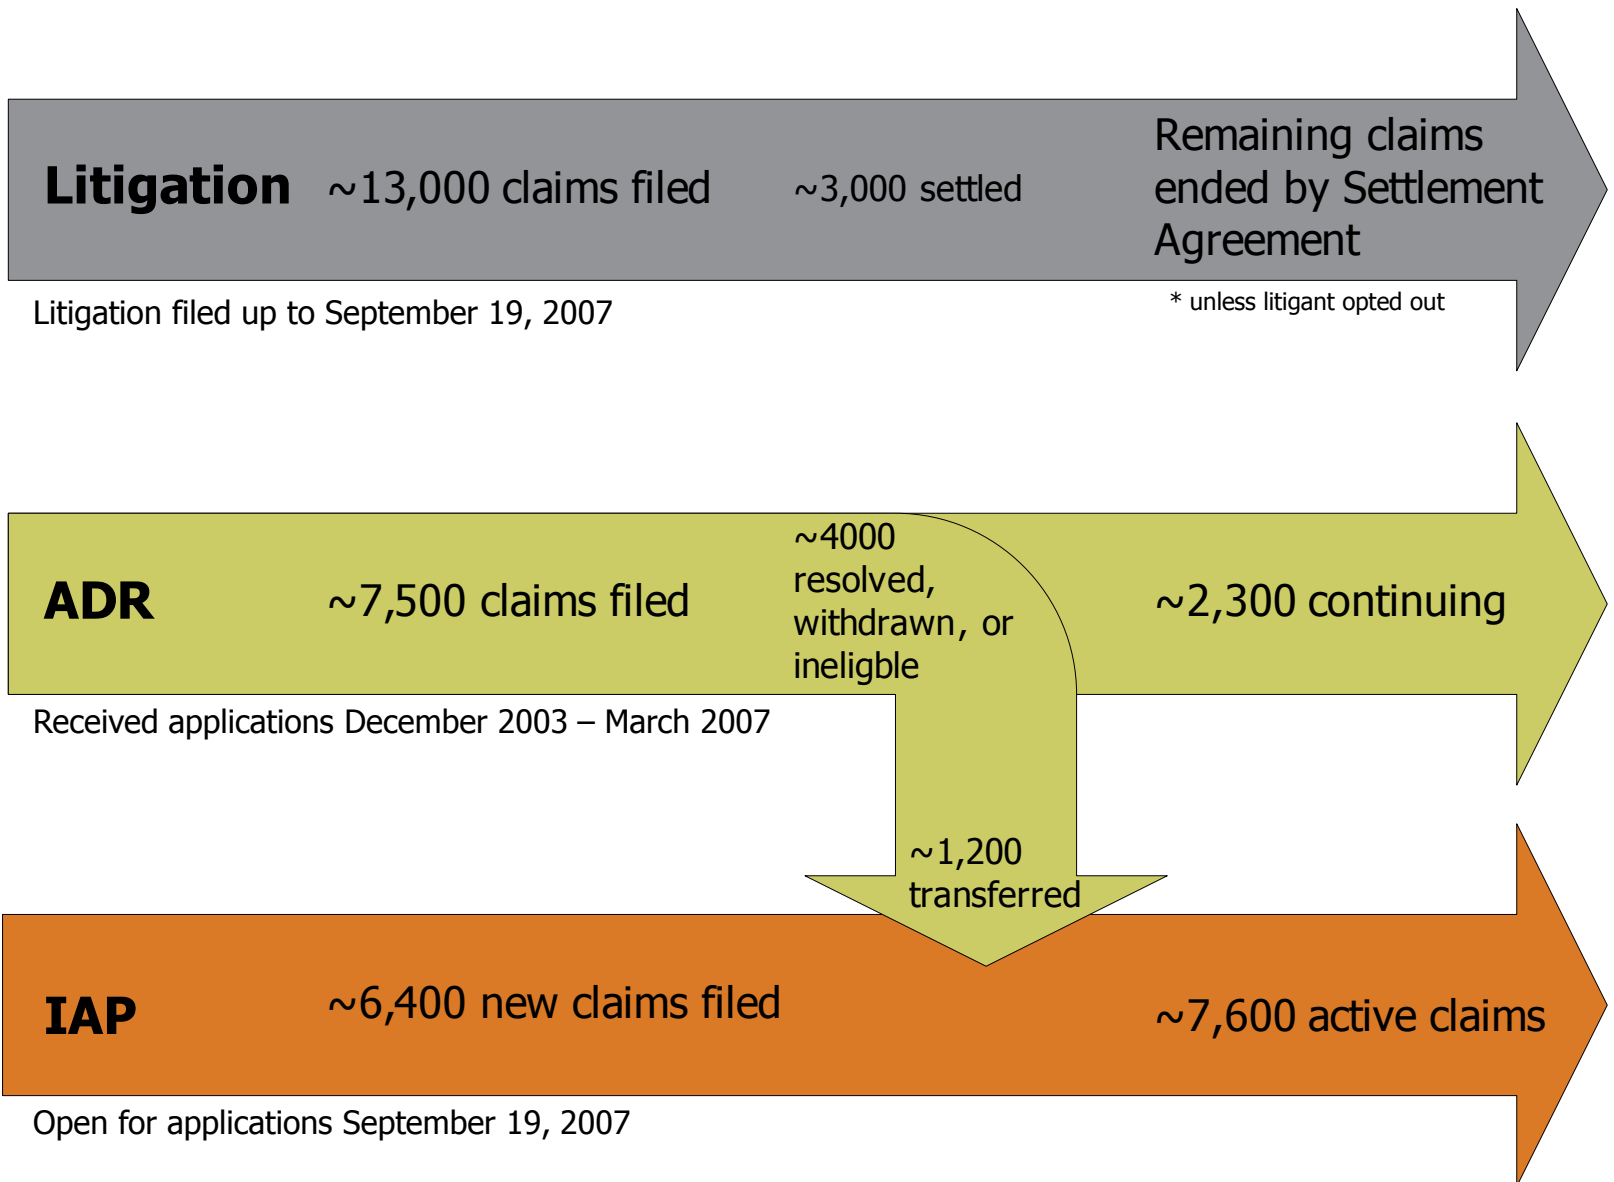 Litigation ~13,000 claims filed ~3,000 settled
Remaining claims
ended by Settlement
Agreement
Litigation filed up to September 19, 2007
* unless litigant opted out
ADR ~7,500 claims filed
~4000
resolved,
withdrawn, or
ineligble
~2,300 continuing
Received applications December 2003 – March 2007
~1,200
transferred
IAP ~6,400 new claims filed
~7,600 active claims
Open for applications September 19, 2007